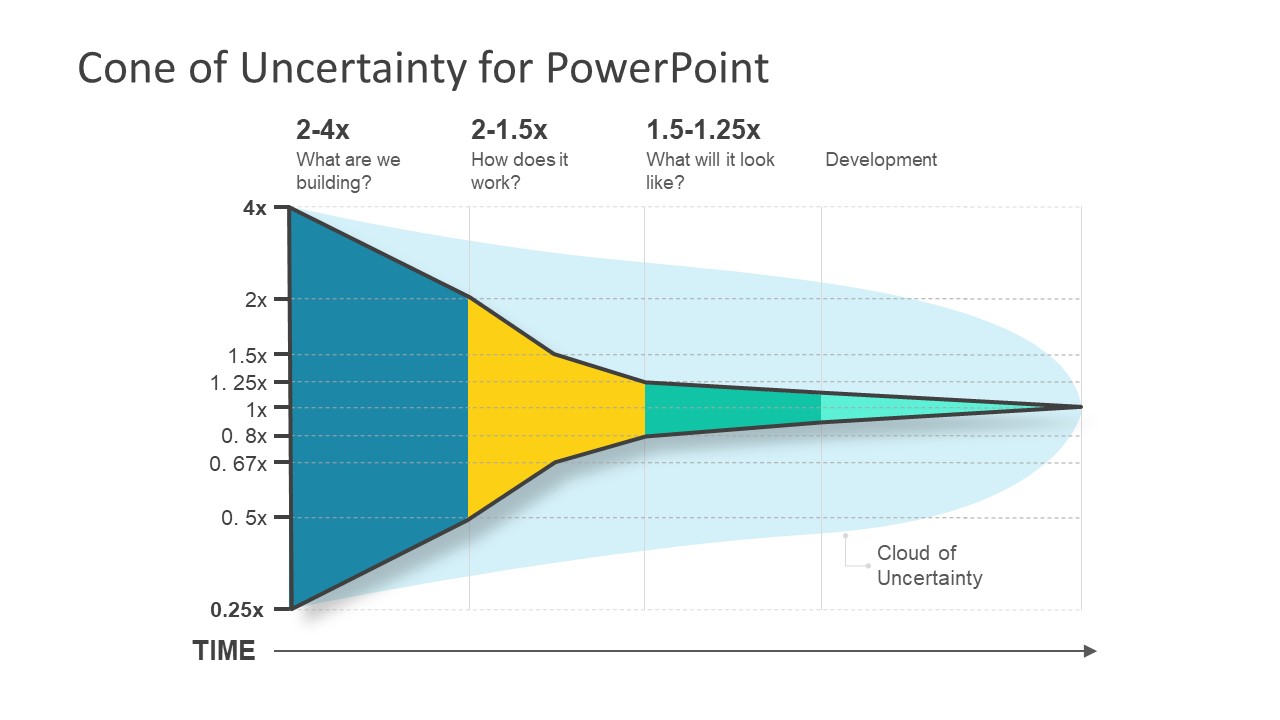 Cone of Uncertainty for PowerPoint
2-4x
What are we
building?
2-1.5x
How does it
work?
1.5-1.25x
What will it look
like?
Development
4x
2x
1.5x
1. 25x
1x
0. 8x
0. 67x
0. 5x
0.25x
Cloud of
Uncertainty
TIME